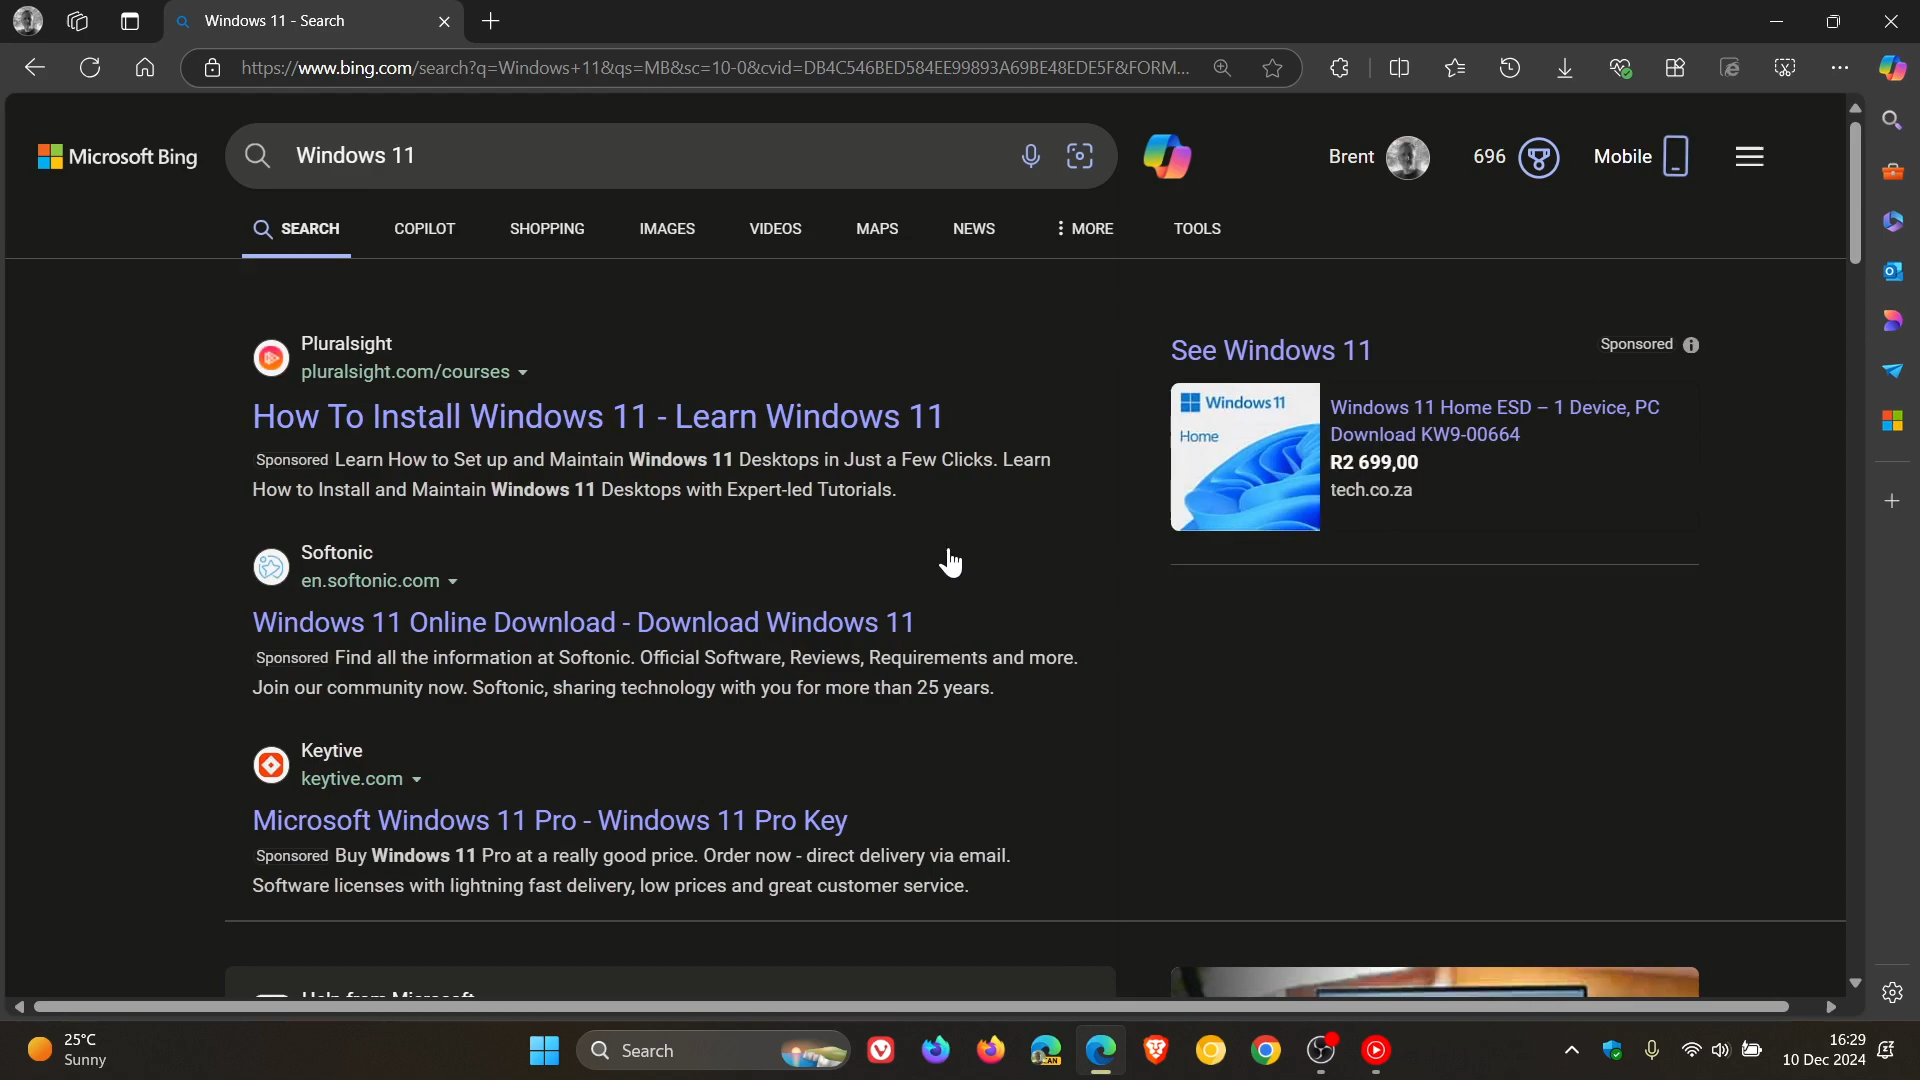 Windows 11 - Search
https://www.bing.com/search?q=Windows+11&qs=MB&sc=10-0&cvid=DB4C546BED584EE99893A69BE48EDE5F&FORM...
Microsoft Bing
Windows 11
Brent
696
Mobile
SEARCH COPILOT SHOPPING IMAGES VIDEOS MAPS NEWS MORE TOOLS
Pluralsight
pluralsight.com/courses
How To Install Windows 11 - Learn Windows 11
Sponsored Learn How to Set up and Maintain Windows 11 Desktops in Just a Few Clicks. Learn
How to Install and Maintain Windows 11 Desktops with Expert-led Tutorials.
Softonic
en.softonic.com
Windows 11 Online Download - Download Windows 11
Sponsored Find all the information at Softonic. Official Software, Reviews, Requirements and more.
Join our community now. Softonic, sharing technology with you for more than 25 years.
Keytive
keytive.com
Microsoft Windows 11 Pro - Windows 11 Pro Key
Sponsored Buy Windows 11 Pro at a really good price. Order now - direct delivery via email.
Software licenses with lightning fast delivery, low prices and great customer service.
See Windows 11
Sponsored
Windows 11
Home
Windows 11 Home ESD – 1 Device, PC
Download KW9-00664
R2 699,00
tech.co.za
Help from Microsoft
25°C
Sunny
Search
CAN
16:29
10 Dec 2024